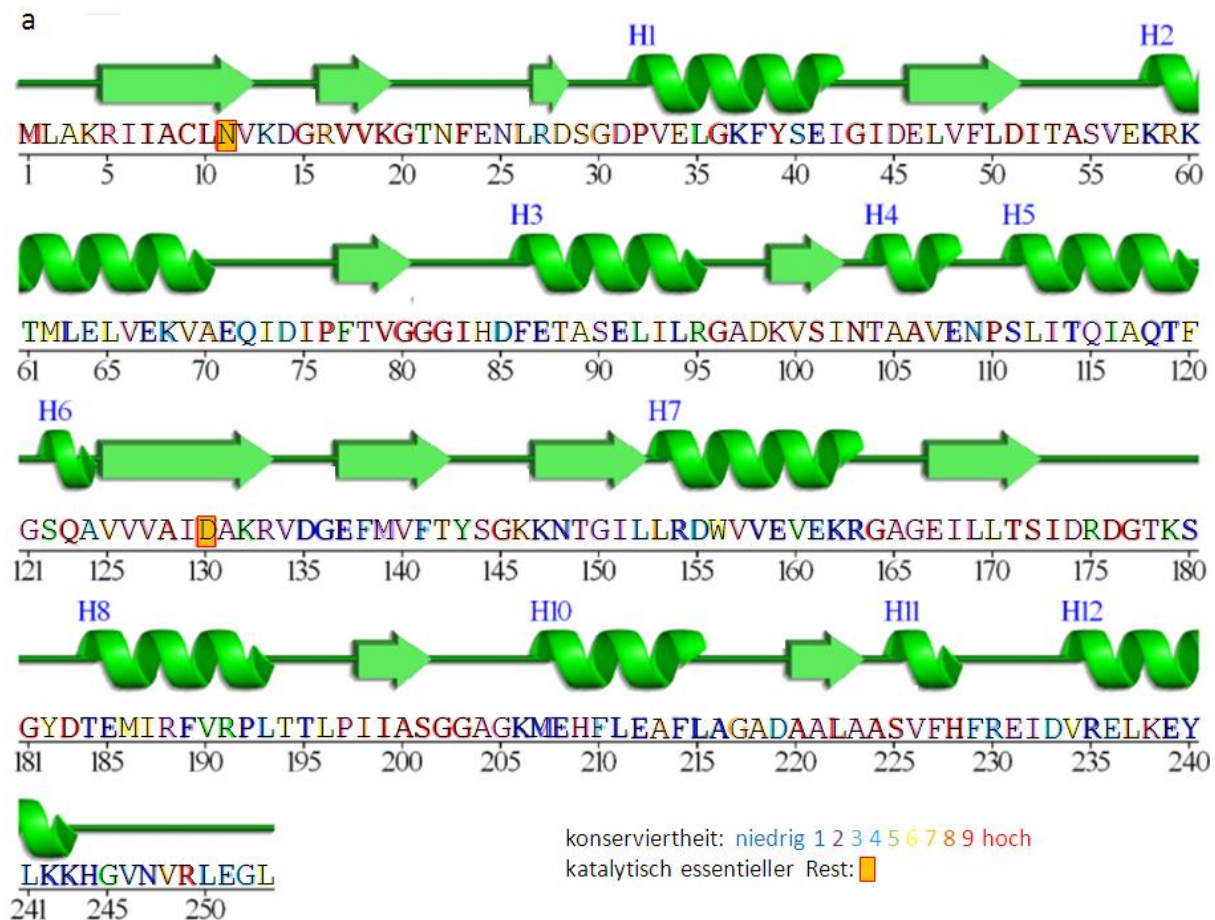 a
H1 H2
MLAKRIIACLNVKDGRVVKGTNFENLRDSGDPVELGKFYSEIGIDELVFLDITASVEKRK
1 5 10 15 20 25 30 35 40 45 50 55 60
H3 H4 H5
TMLELVEKVAEQIDIPFTVGGGIHDFETASELILRGADKVSINTAAVENPSLITQIAQTF
61 65 70 75 80 85 90 95 100 105 110 115 120
H6 H7
GSQAVVVAIDAKRVDGEFMVFTYSGKKNTGILLRDWVVEVEKRGAGEILLTSIDRDGTKS
121 125 130 135 140 145 150 155 160 165 170 175 180
H8 H10 H11 H12
GYDTEMIRFVRPLTTLPIIASGGAGKMEHFLEAFLAGADAALAASVFHFREIDVRELKEY
181 185 190 195 200 205 210 215 220 225 230 235 240
LKKHGVNVRLEGL
241 245 250
konserviertheit: niedrig 1 2 3 4 5 6 7 8 9 hoch
katalytisch essentieller Rest: